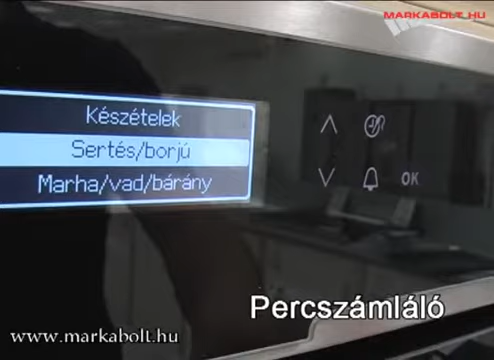 MARKABOLT.HU
Készételek
Sertés/borjú
Marha/vad/bárány
OK
Percszámláló
www.markabolt.hu